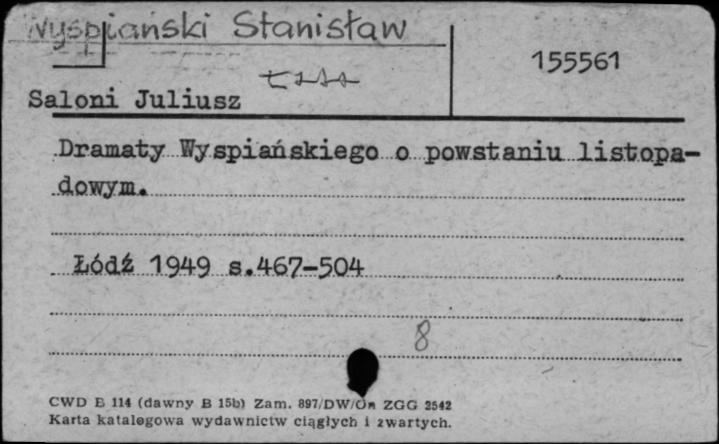 Wyspiański Stanisław
155561
Saloni Juliusz
Dramaty Wyspiańskiego o powstaniu listopa-
dowym.
Łódź 1949 s.467-504
8
CWD E 114 (dawny B 15b) Zam. 897/DW/On ZGG 2542
Karta katalogowa wydawnictw ciągłych i zwartych.